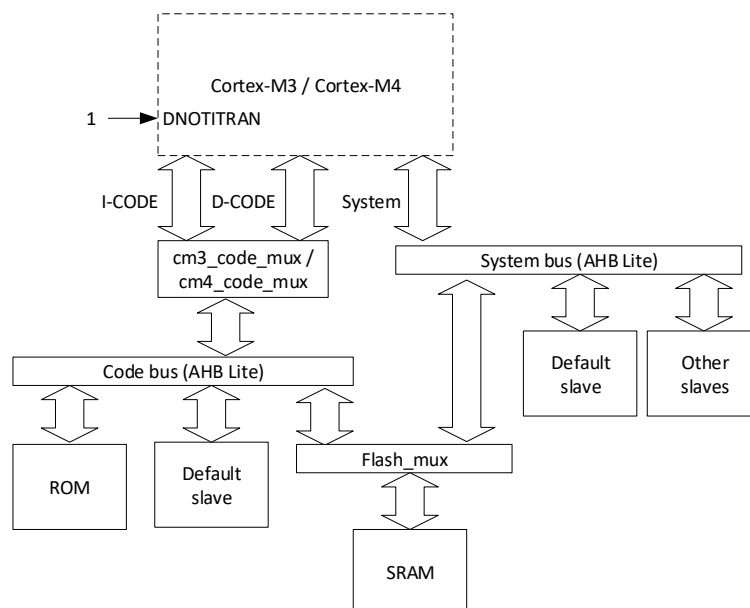 Cortex-M3 / Cortex-M4
1
DNOTITRAN
I-CODE
D-CODE
System
cm3_code_mux /
cm4_code_mux
System bus (AHB Lite)
Default
slave
Other
slaves
Code bus (AHB Lite)
ROM
Default
slave
Flash_mux
SRAM